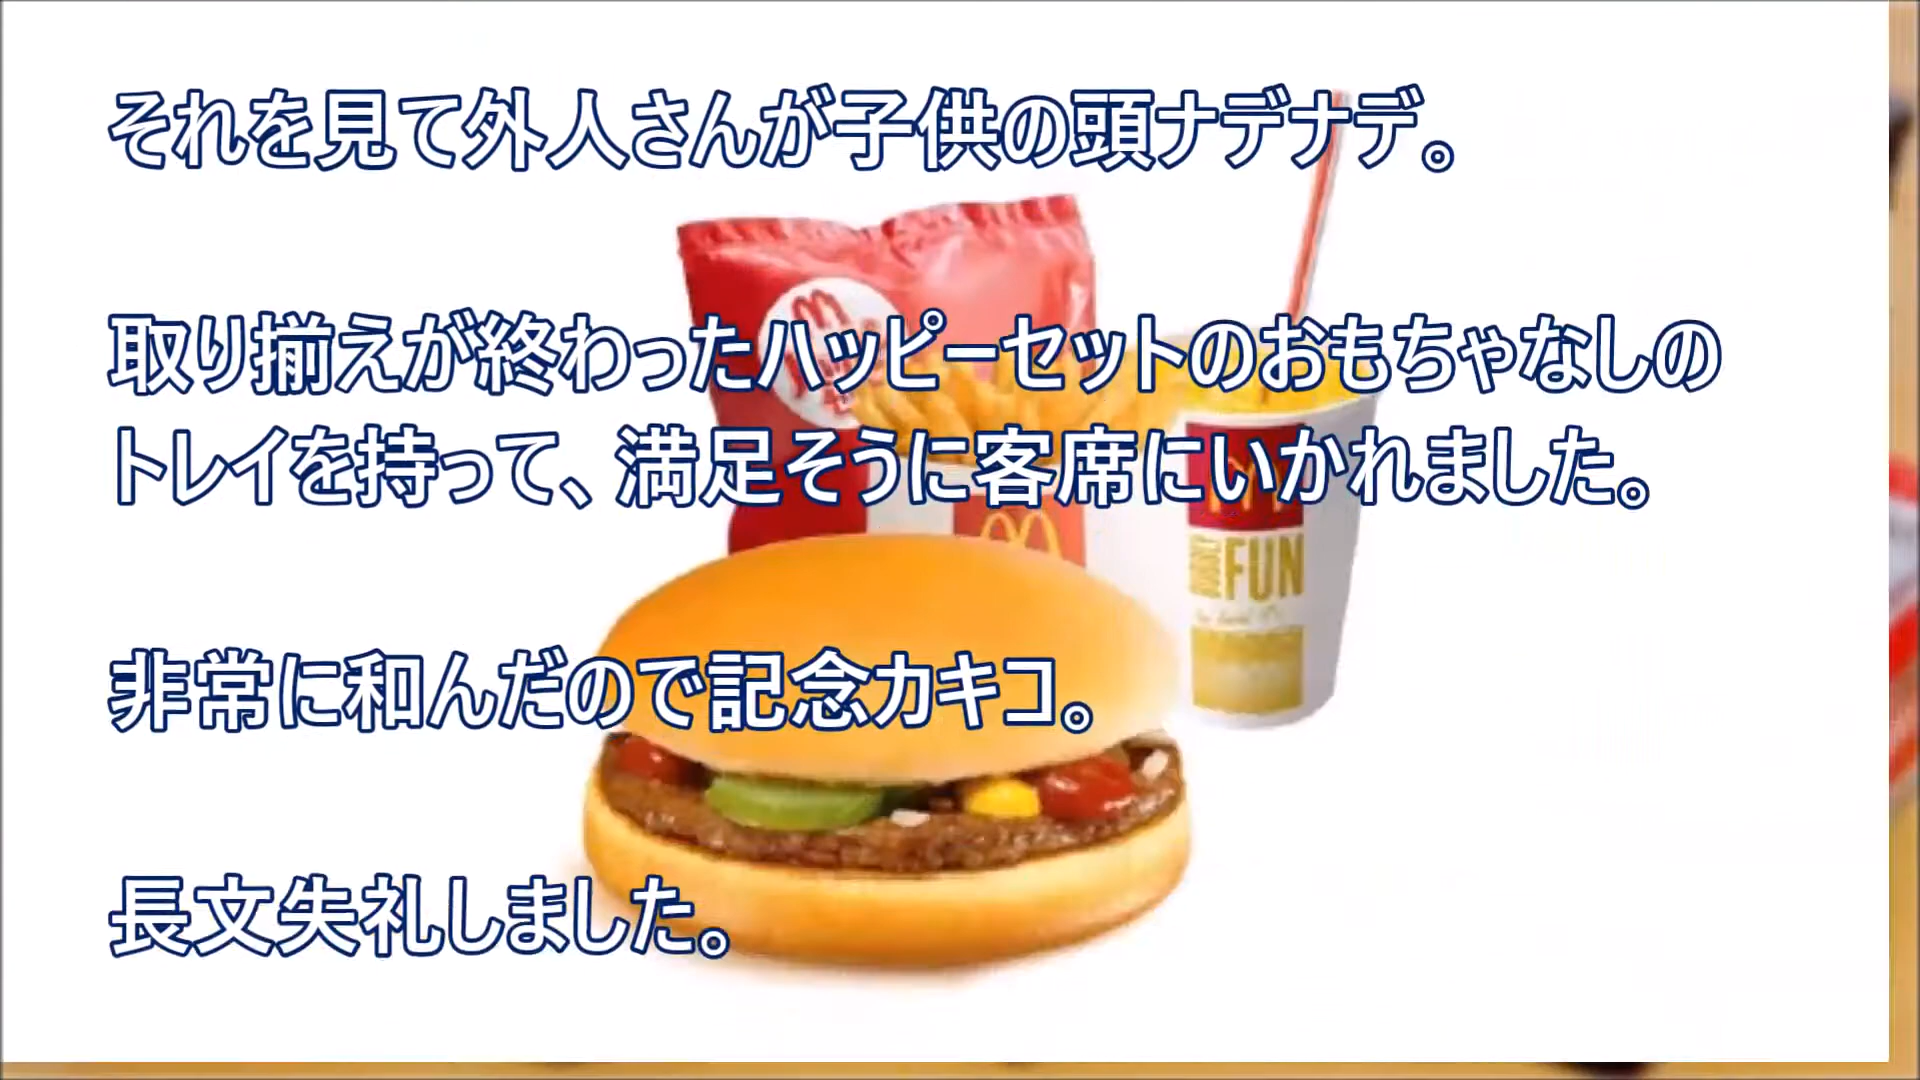 それを見て外人さんが子供の頭ナデナデ。
取り揃えが終わったハッピーセットのおもちゃなしの
トレイを持って、満足そうに客席にいかれました。
FUN
非常に和んだので記念カキコ。
長文失礼しました。